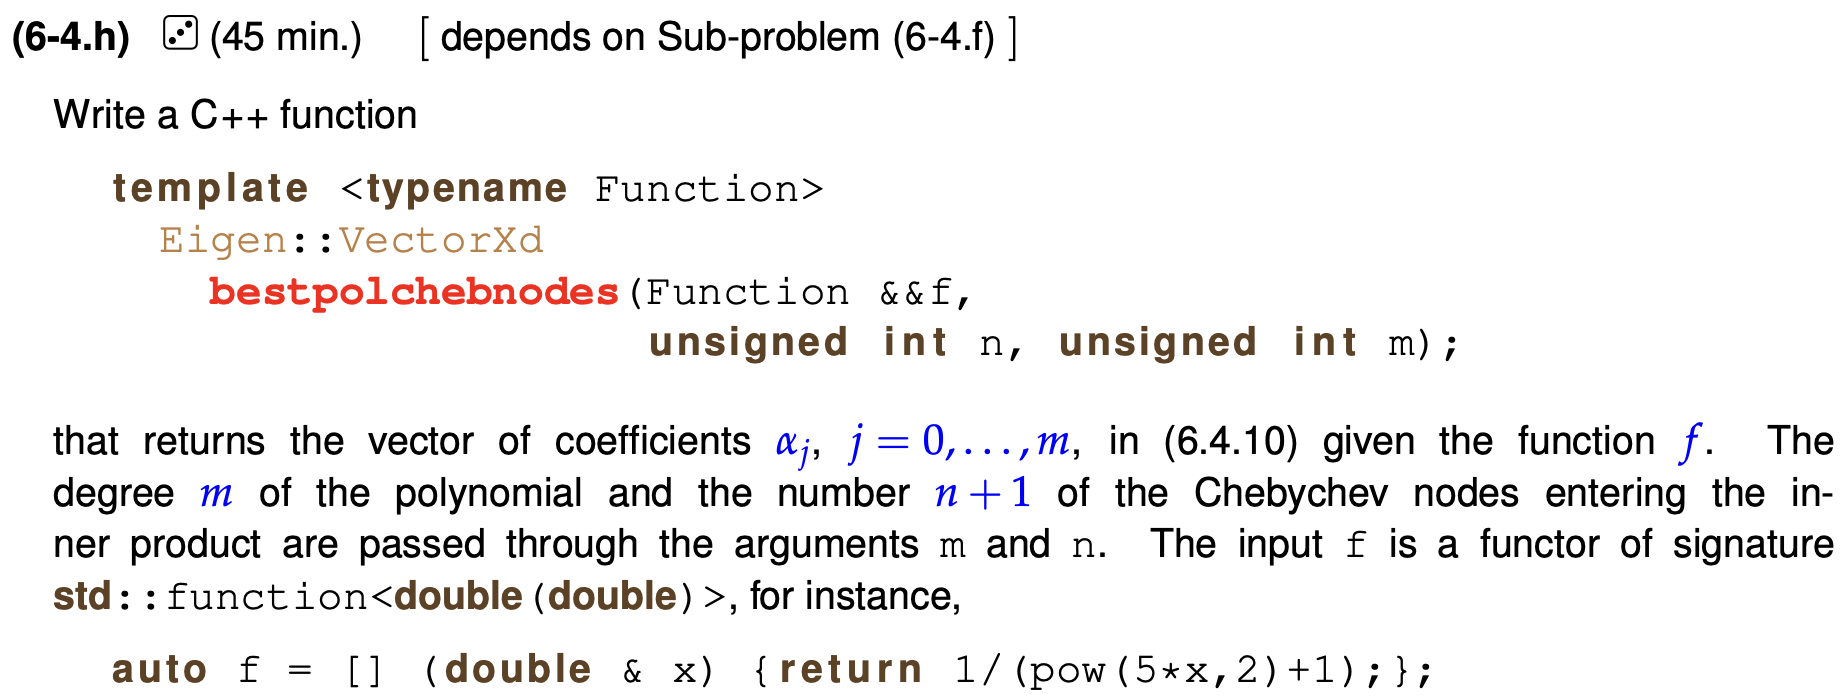 (6-4.h) ⚂ (45 min.) [ depends on Sub-problem (6-4.f) ]
Write a C++ function
template <typename Function>
Eigen::VectorXd
bestpolchebnodes(Function &&f,
unsigned int n, unsigned int m);
that returns the vector of coefficients αⱼ, j = 0,...,m, in (6.4.10) given the function f. The
degree m of the polynomial and the number n + 1 of the Chebychev nodes entering the in-
ner product are passed through the arguments m and n. The input f is a functor of signature
std::function<double(double)>, for instance,
auto f = [] (double & x) {return 1/(pow(5*x,2)+1);};